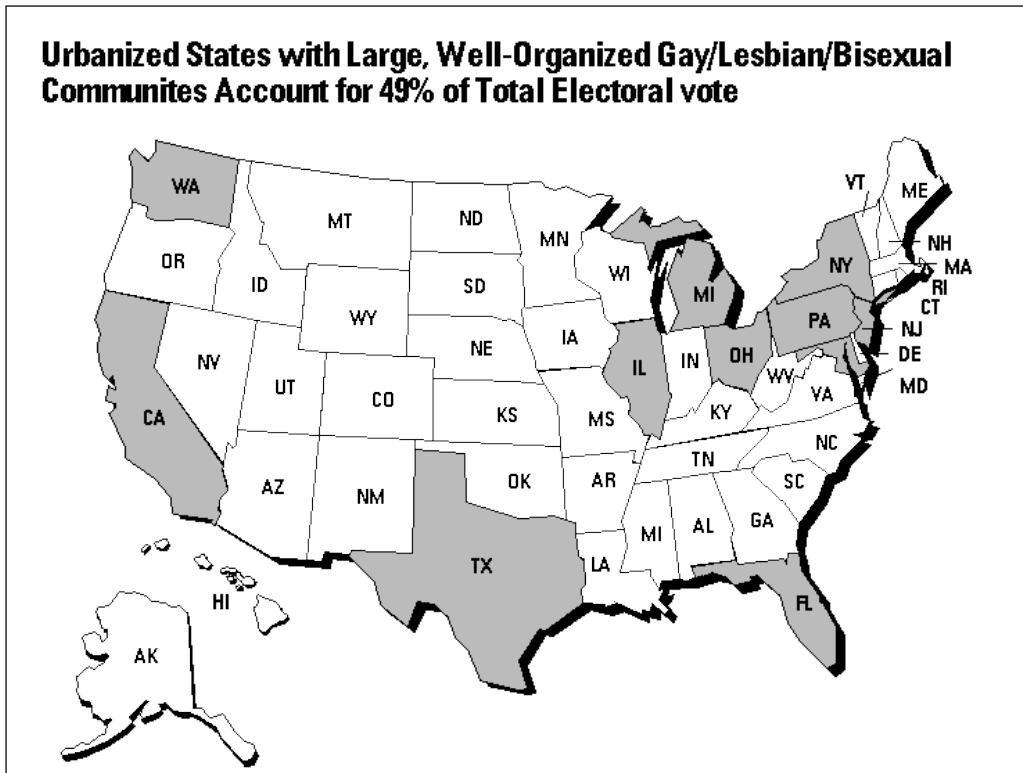 Urbanized States with Large, Well-Organized Gay/Lesbian/Bisexual
Communites Account for 49% of Total Electoral vote
WA
MT
ND
MN
VT
ME
OR
ID
SD
WI
MI
NY
NH
MA
RI
CT
WY
NE
IA
PA
NJ
NV
UT
CO
IL
IN
OH
DE
WV
VA
MD
CA
KS
MS
KY
NC
AZ
NM
OK
AR
TN
SC
MI
AL
GA
TX
LA
FL
HI
AK